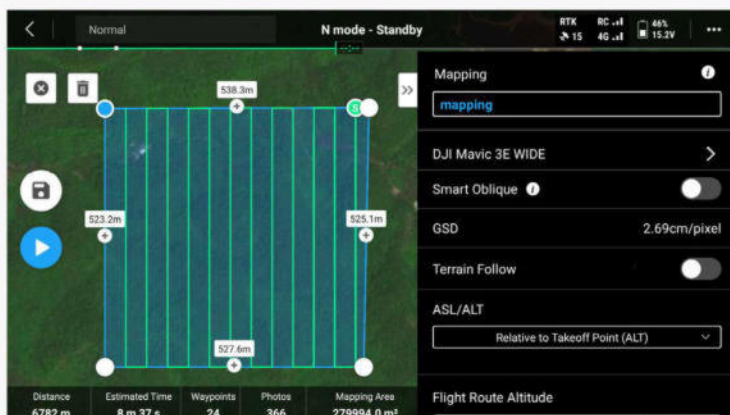 Normal
N mode - Standby
RTK
15
RC
4G
46%
15.2V
538.3m
523.2m
S
525.1m
527.6m
Distance
6782 m
Estimated Time
8 m 37 s
Waypoints
24
Photos
366
Mapping Area
279994.0 m²
Mapping
mapping
DJI Mavic 3E WIDE
Smart Oblique
GSD
2.69cm/pixel
Terrain Follow
ASL/ALT
Relative to Takeoff Point (ALT)
Flight Route Altitude